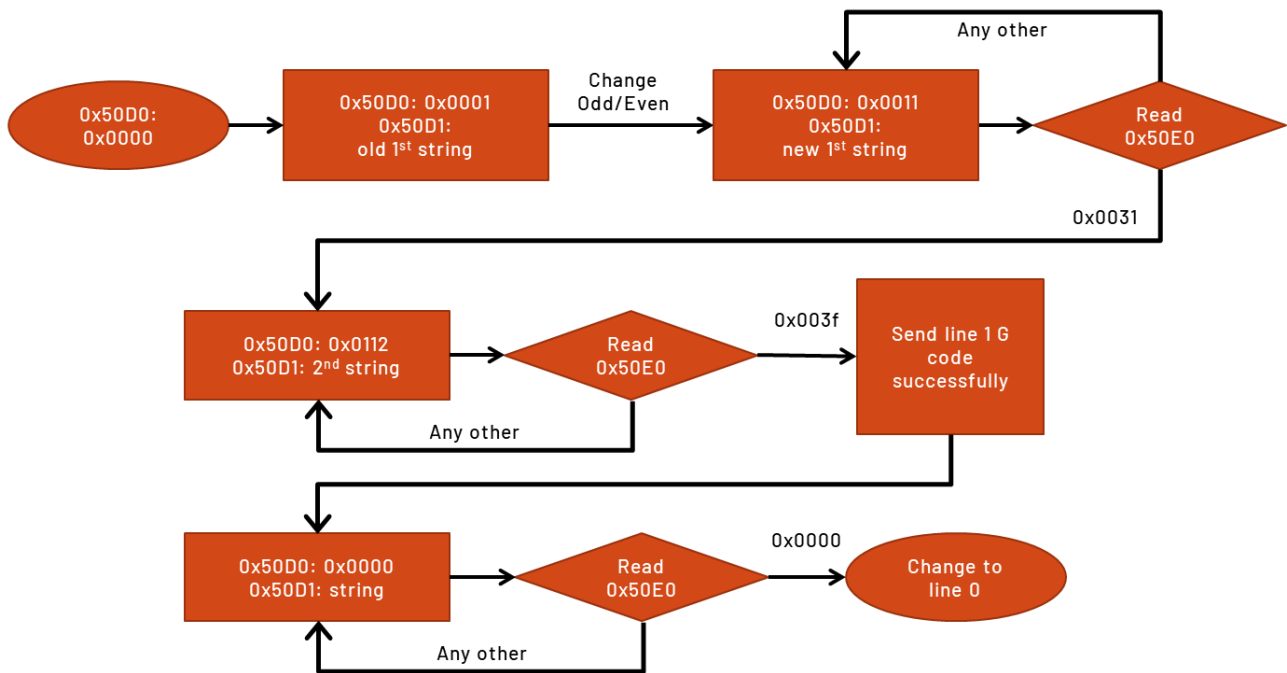 Any other
0x50D0:
0x0000
0x50D0: 0x0001
0x50D1:
old 1st string
Change
Odd/Even
0x50D0: 0x0011
0x50D1:
new 1st string
Read
0x50E0
0x0031
0x50D0: 0x0112
0x50D1: 2nd string
Read
0x50E0
0x003f
Send line 1 G
code
successfully
Any other
0x50D0: 0x0000
0x50D1: string
Read
0x50E0
0x0000
Change to
line 0
Any other